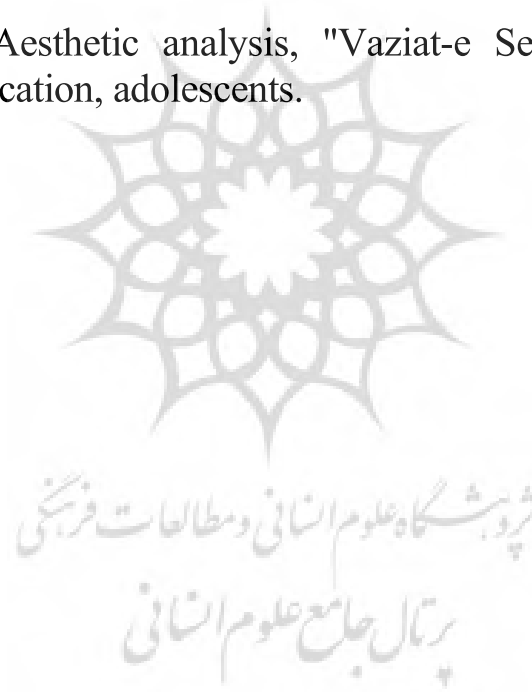 Aesthetic analysis, "Vaziat-e Se
cation, adolescents.
پژوهشگاه علوم انسانی و مطالعات فرهنگی
پرتال جامع علوم انسانی